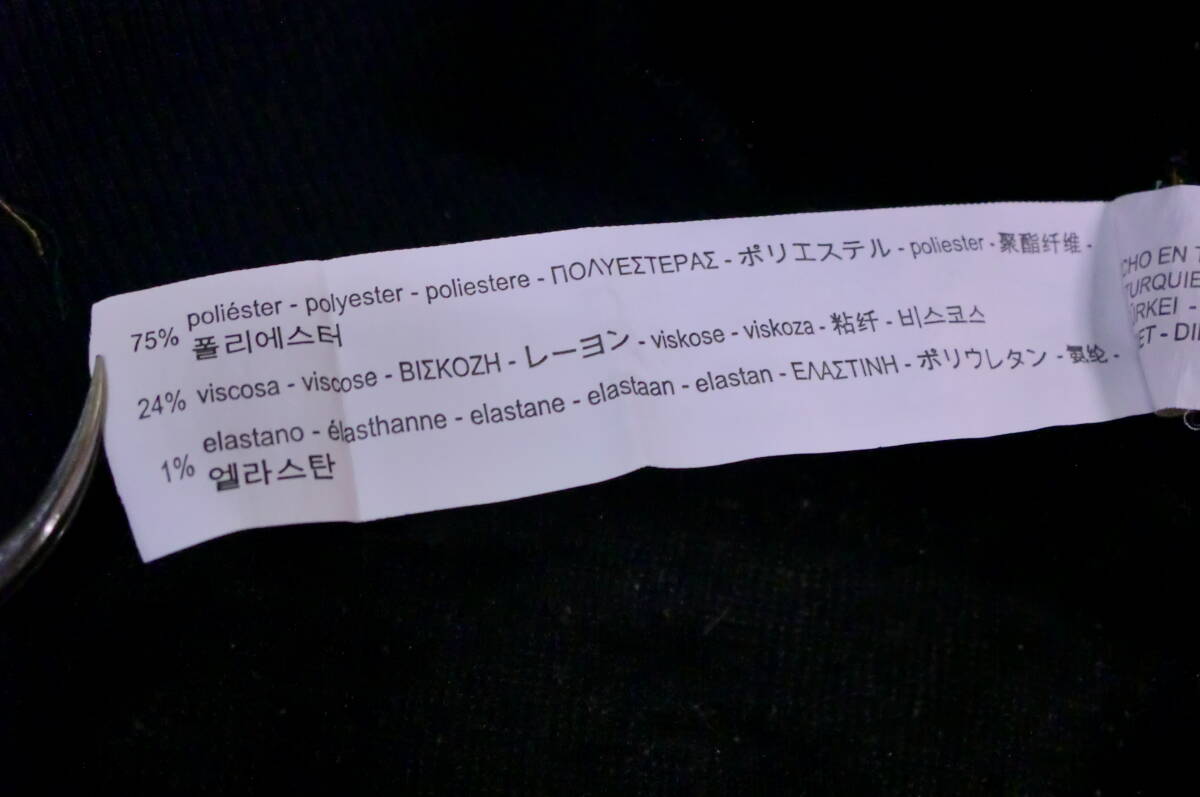 75% poliéster - polyester - poliestere - ΠΟΛΥΕΣΤΕΡΑΣ - ポリエステル - poliester - 聚酯纤维 -
폴리에스터
24% viscosa - viscose - ΒΙΣΚΟΖΗ - レーヨン - viskose - viskoza - 粘纤 - 비스코스
1% elastano - élasthanne - elastane - elastaan - elastan - ΕΛΑΣΤΙΝΗ - ポリウレタン - 氨纶 -
엘라스탄
CHO EN T
TURQUIE
ÜRKEI -
ET - DIE